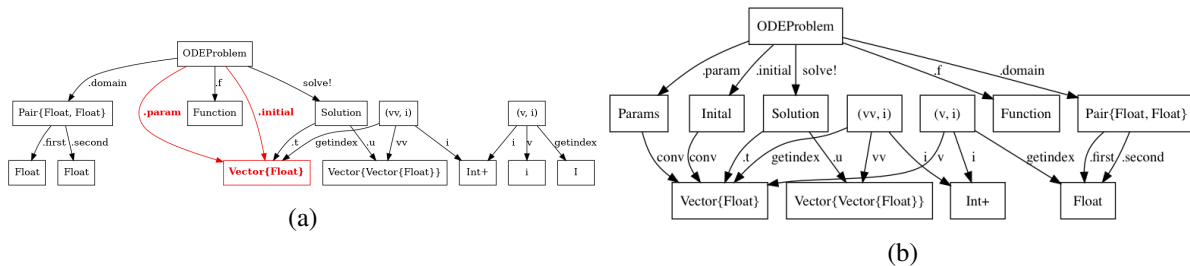 ODEProblem
.domain
.param
.f
.initial
solve!
Pair{Float, Float}
Function
Solution
(vv, i)
(v, i)
.first
.second
.t
getindex
.u
vv
i
i
v
getindex
Float
Float
Vector{Float}
Vector{Vector{Float}}
Int+
i
I
(a)
ODEProblem
.param
.initial
solve!
.f
.domain
Params
Inital
Solution
(vv, i)
(v, i)
Function
Pair{Float, Float}
conv
conv
.t
getindex
.u
vv
i
v
i
getindex
.first
.second
Vector{Float}
Vector{Vector{Float}}
Int+
Float
(b)